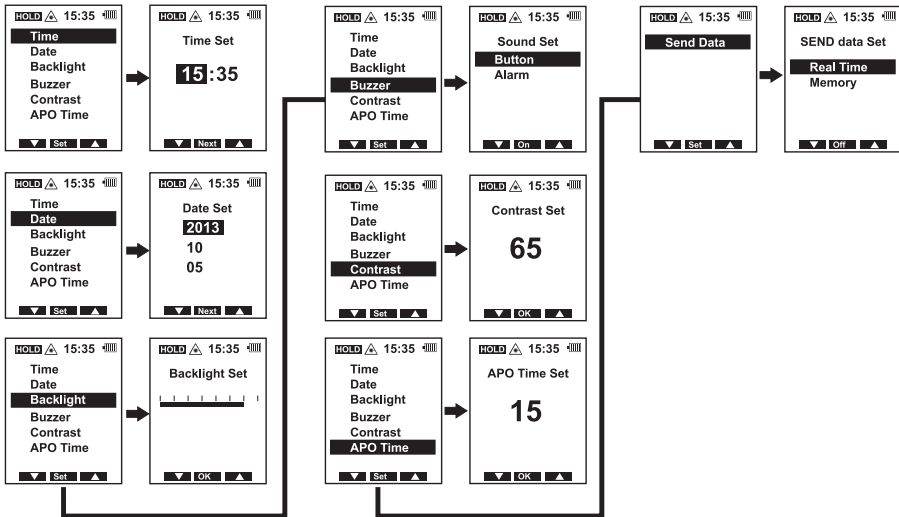 HOLD 15:35
Time
Date
Backlight
Buzzer
Contrast
APO Time
Set
HOLD 15:35
Time Set
15:35
Next
HOLD 15:35
Time
Date
Backlight
Buzzer
Contrast
APO Time
Set
HOLD 15:35
Date Set
2013
10
05
Next
HOLD 15:35
Time
Date
Backlight
Buzzer
Contrast
APO Time
Set
HOLD 15:35
Backlight Set
OK
HOLD 15:35
Time
Date
Backlight
Buzzer
Contrast
APO Time
Set
HOLD 15:35
Sound Set
Button
Alarm
On
HOLD 15:35
Time
Date
Backlight
Buzzer
Contrast
APO Time
Set
HOLD 15:35
Contrast Set
65
OK
HOLD 15:35
Time
Date
Backlight
Buzzer
Contrast
APO Time
Set
HOLD 15:35
APO Time Set
15
OK
HOLD 15:35
Send Data
Set
HOLD 15:35
SEND data Set
Real Time
Memory
Off